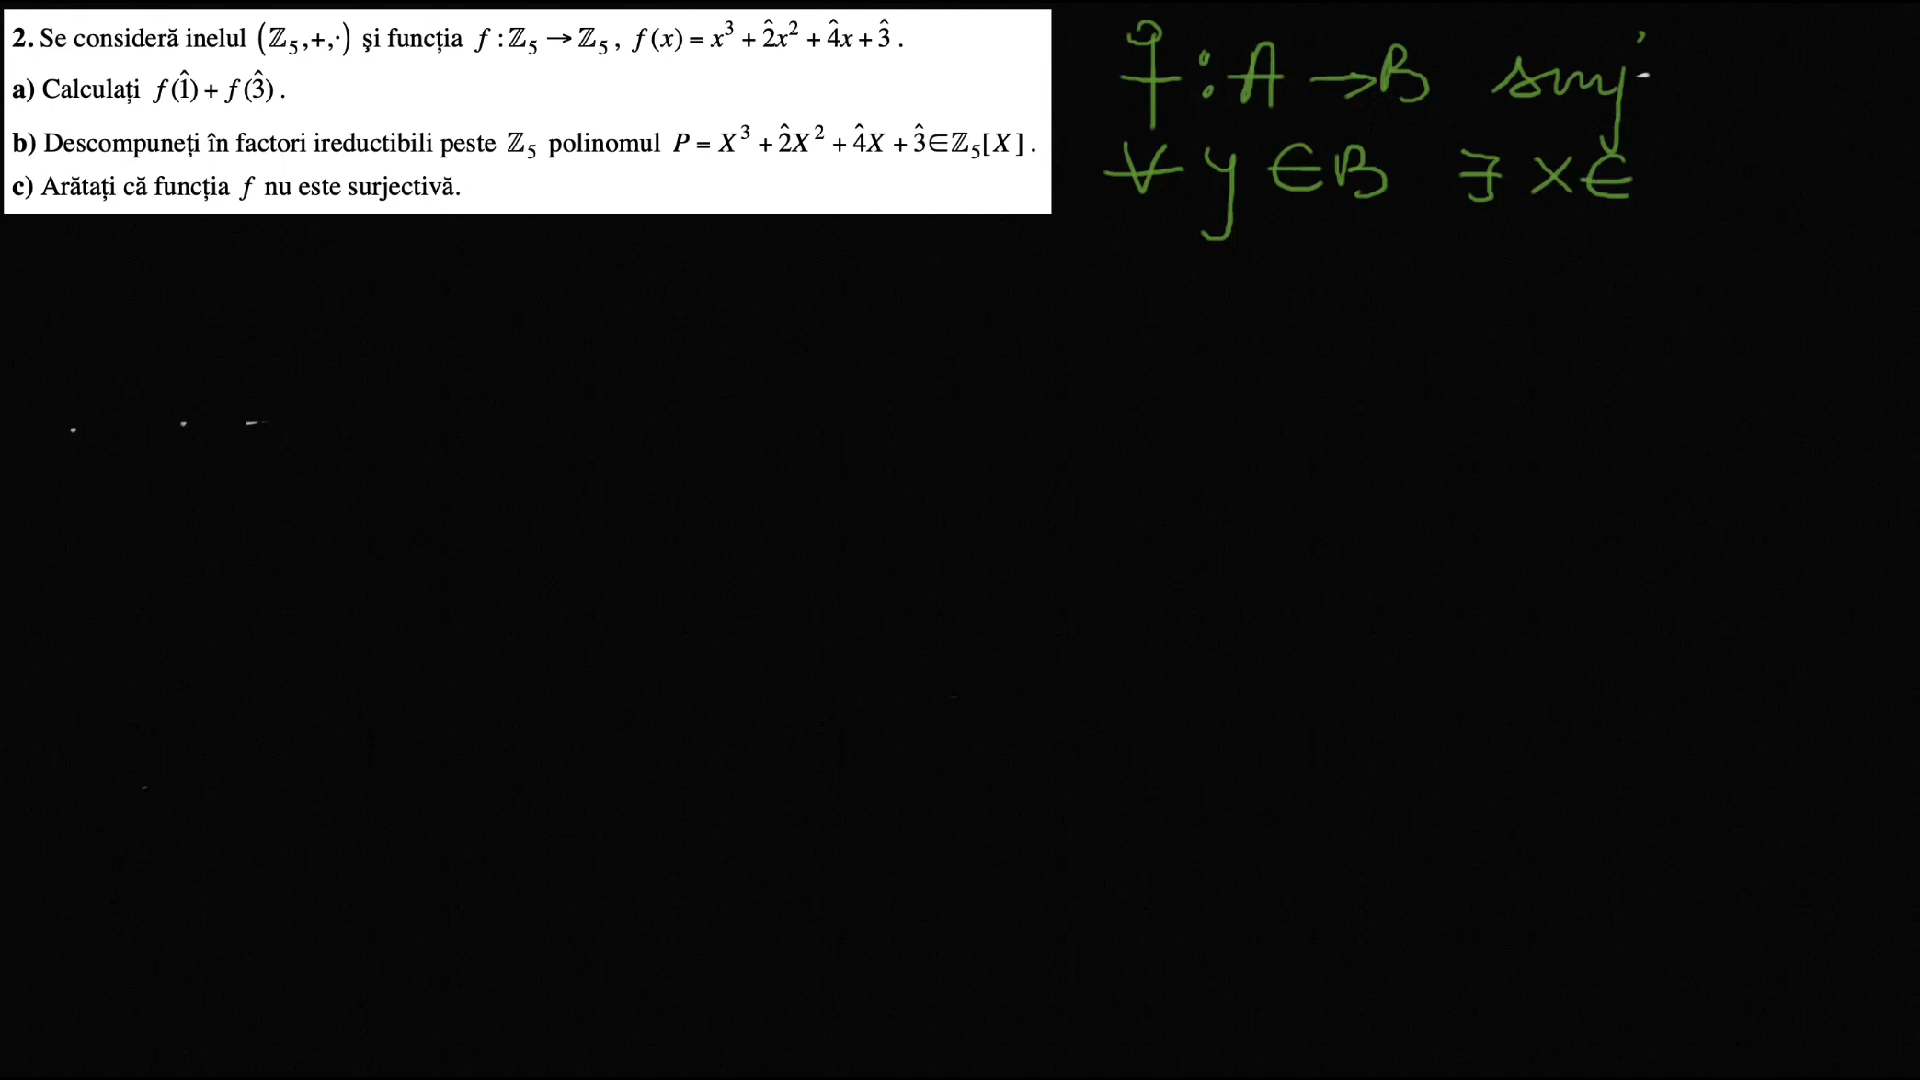 2. Se consideră inelul (ℤ₅,+,·) şi funcţia f : ℤ₅ → ℤ₅, f(x) = x³ + 2̂x² + 4̂x + 3̂.
a) Calculaţi f(1̂) + f(3̂).
b) Descompuneţi în factori ireductibili peste ℤ₅ polinomul P = X³ + 2̂X² + 4̂X + 3̂ ∈ ℤ₅[X].
c) Arătaţi că funcţia f nu este surjectivă.
f : A → B surj
∀ y ∈ B ∃ x ∈